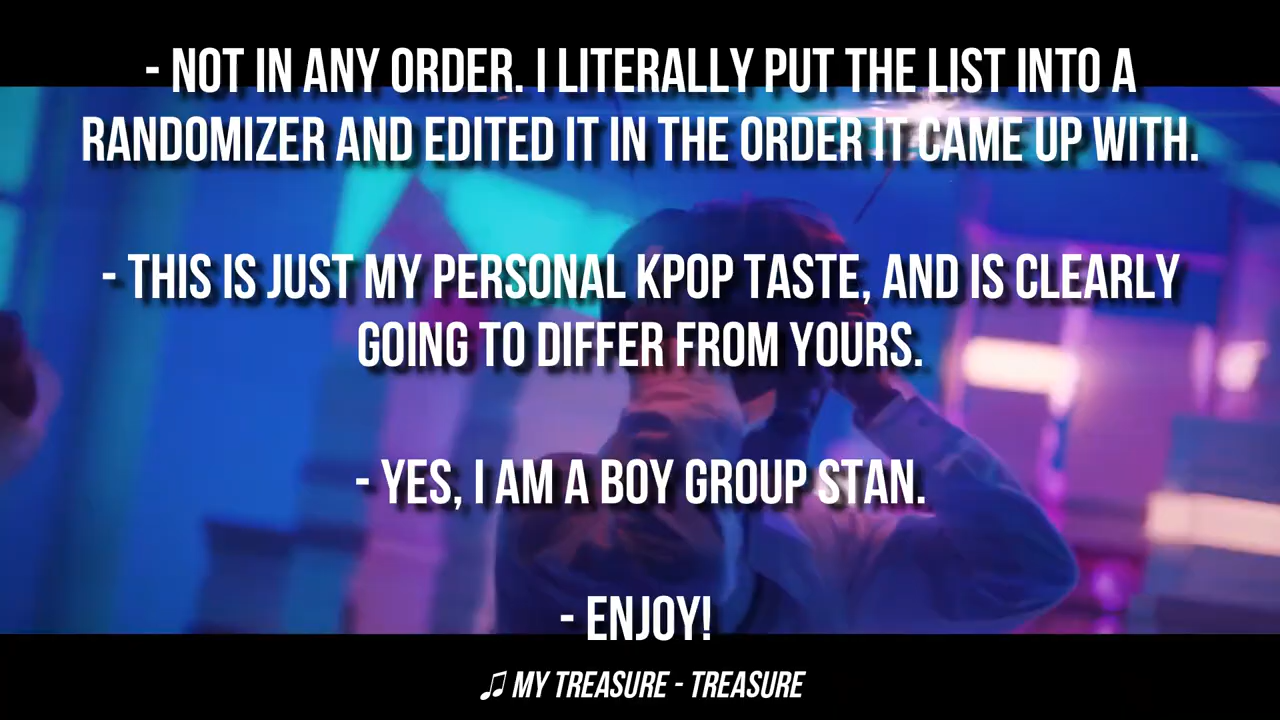 - NOT IN ANY ORDER. I LITERALLY PUT THE LIST INTO A
RANDOMIZER AND EDITED IT IN THE ORDER IT CAME UP WITH.
- THIS IS JUST MY PERSONAL KPOP TASTE, AND IS CLEARLY
GOING TO DIFFER FROM YOURS.
- YES, I AM A BOY GROUP STAN.
- ENJOY!
♫ MY TREASURE - TREASURE